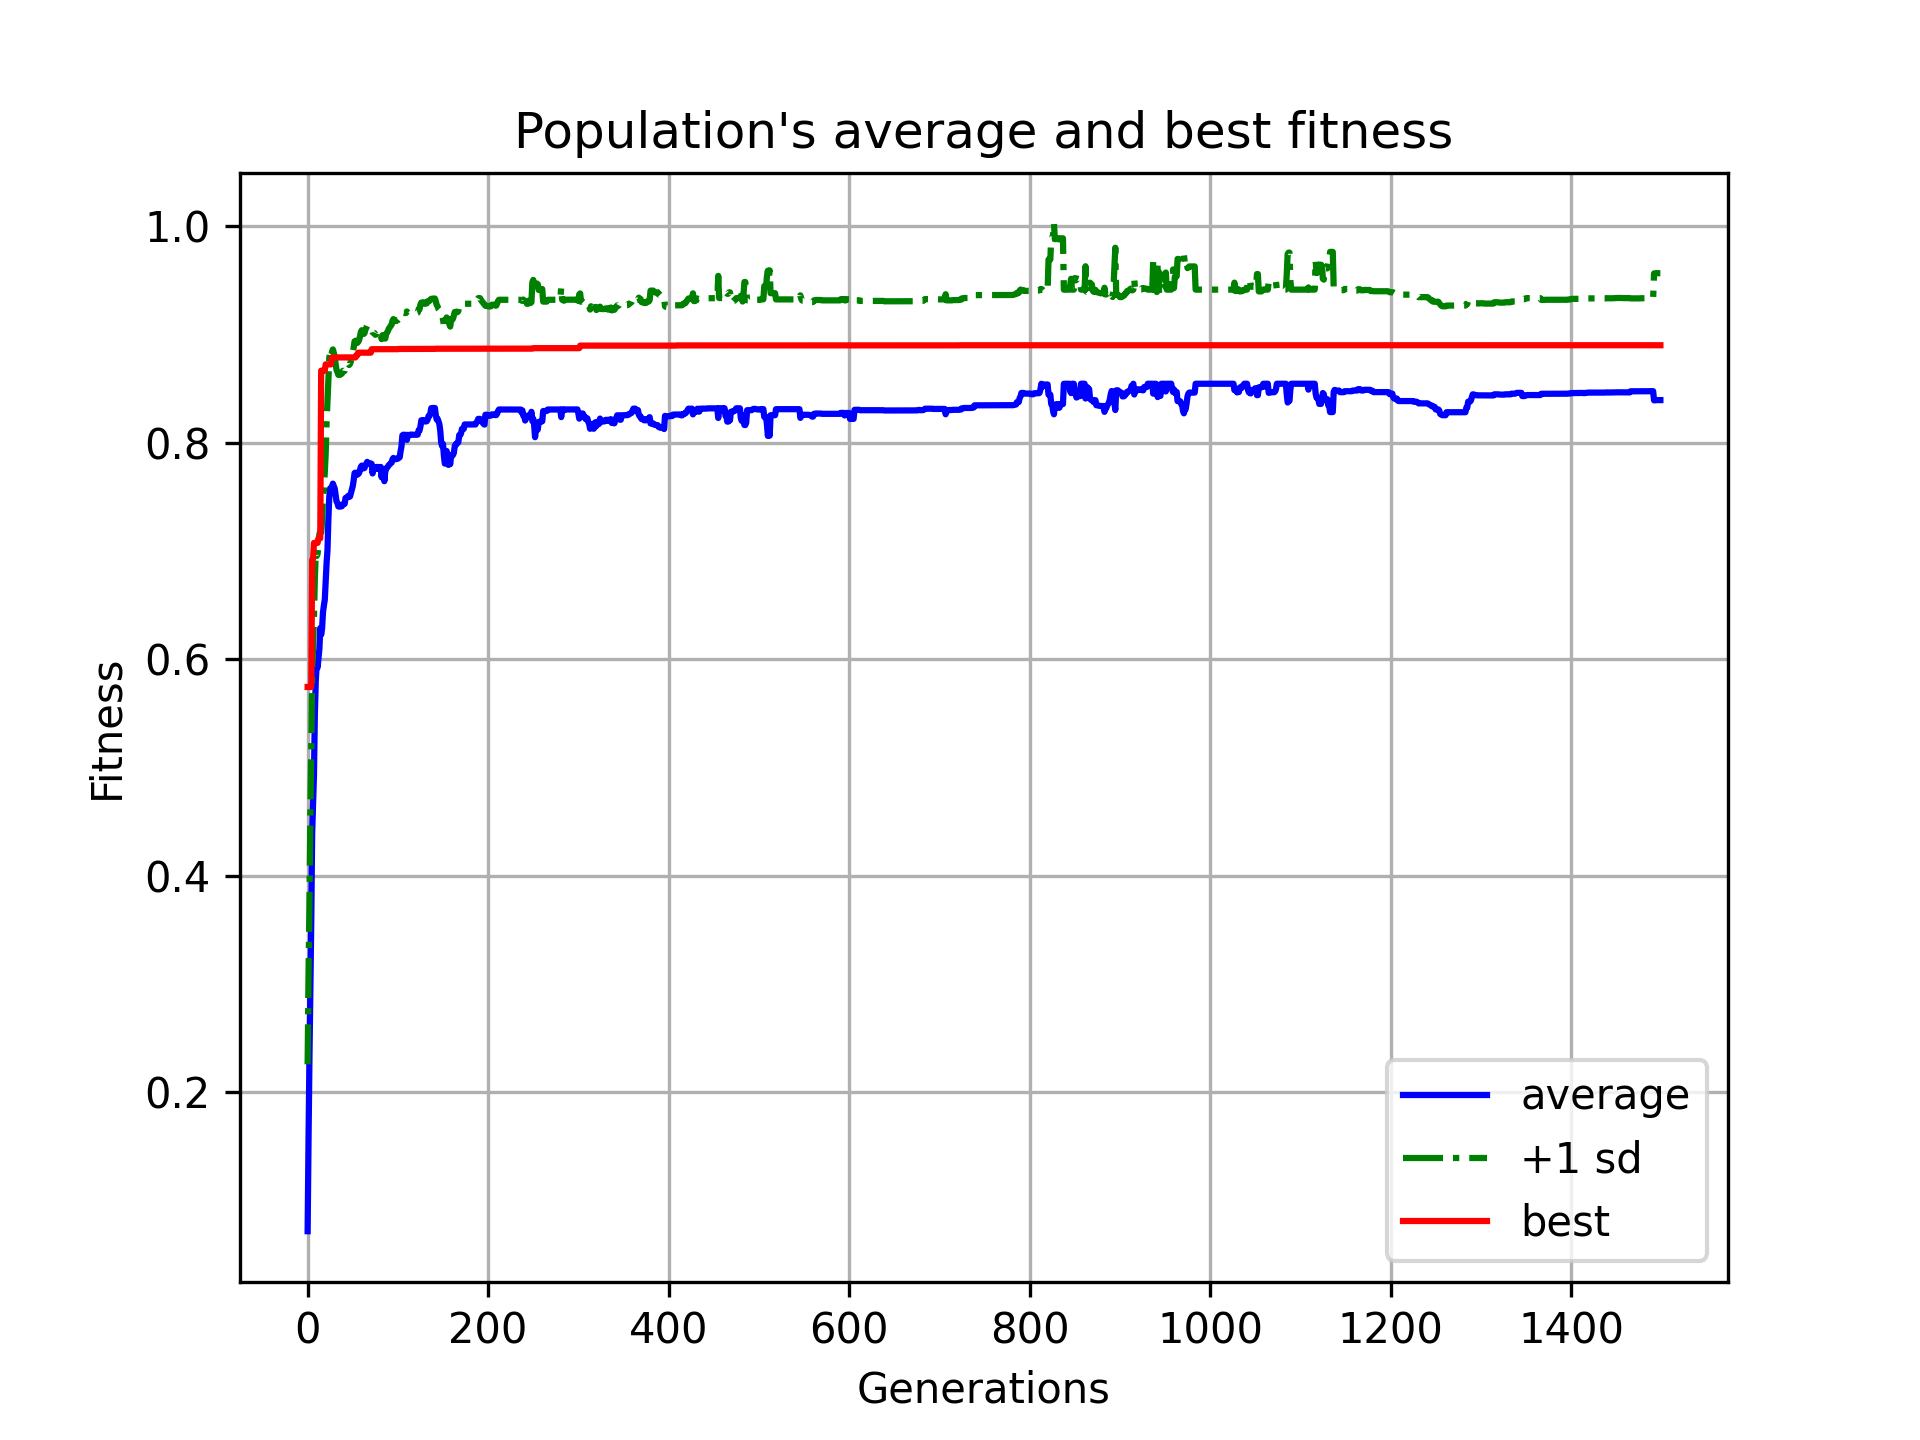 Population's average and best fitness
1.0
0.8
0.6
0.4
0.2
Fitness
0 200 400 600 800 1000 1200 1400
Generations
average
+1 sd
best